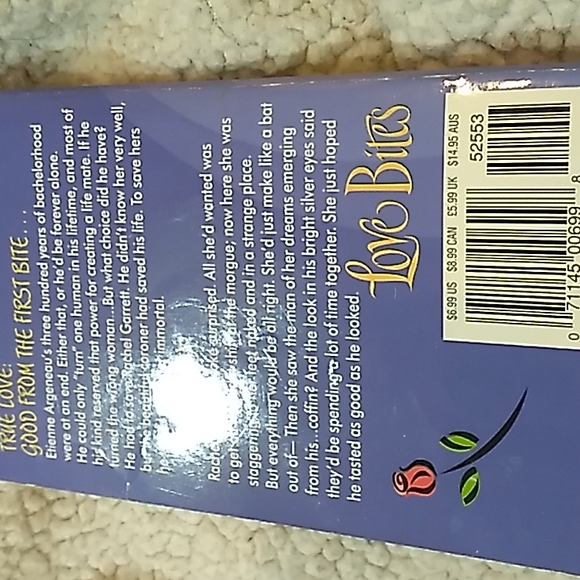 TRUE LOVE:
GOOD FROM THE FIRST BITE...
Etienne Argeneau's three hundred years of bachelorhood
were at an end. Either that, or he'd be forever alone.
He could only "turn" one human in his lifetime, and most of
his kind reserved that power for creating a life mate. If he
turned the wrong woman...But what choice did he have?
He had to save Rachel Garrett. He didn't know her very well,
but the beautiful coroner had saved his life. To save hers
immortal.
surprised. All she'd wanted was
to get the morgue; now here she was
staggering naked and in a strange place.
But everything would be all right. She'd just make like a bat
out of— Then she saw the man of her dreams emerging
from his...coffin? And the look in his bright silver eyes said
they'd be spending a lot of time together. She just hoped
he tasted as good as he looked.
Love Bites
$6.99 US $8.99 CAN £5.99 UK $14.95 AUS
52553
0 71145 00699 8